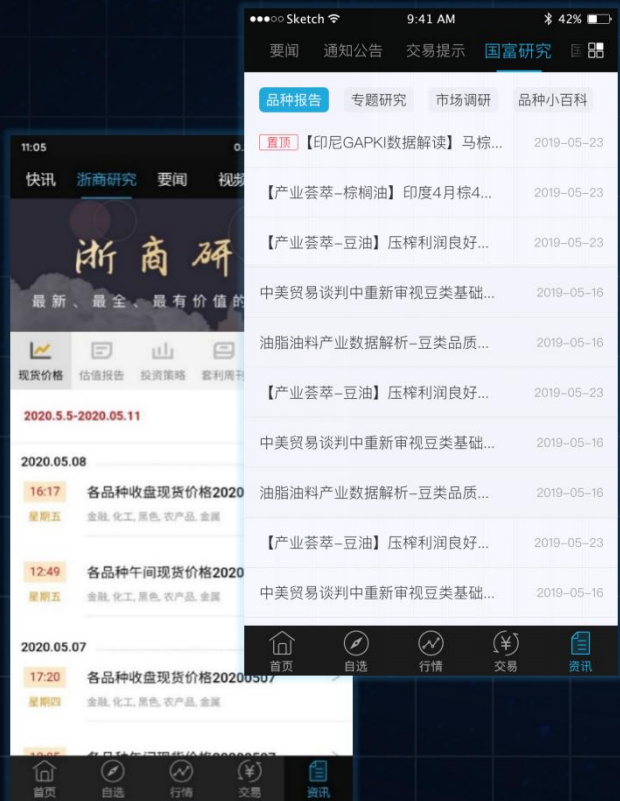 ●●●○○ Sketch 9:41 AM 42%
要闻 通知公告 交易提示 国富研究
品种报告 专题研究 市场调研 品种小百科
置顶 【印尼GAPKI数据解读】马棕... 2019-05-23
【产业荟萃-棕榈油】印度4月棕4... 2019-05-23
【产业荟萃-豆油】压榨利润良好... 2019-05-23
中美贸易谈判中重新审视豆类基础... 2019-05-16
油脂油料产业数据解析-豆类品质... 2019-05-16
【产业荟萃-豆油】压榨利润良好... 2019-05-23
中美贸易谈判中重新审视豆类基础... 2019-05-16
油脂油料产业数据解析-豆类品质... 2019-05-16
【产业荟萃-豆油】压榨利润良好... 2019-05-23
中美贸易谈判中重新审视豆类基础... 2019-05-16
首页 自选 行情 交易 资讯
11:05 0.
快讯 浙商研究 要闻 视频
浙商研
最新、最全、最有价值的
现货价格 估值报告 投资策略 套利周刊
2020.5.5-2020.05.11
2020.05.08
16:17 各品种收盘现货价格2020
星期五 金融, 化工, 黑色, 农产品, 金属
12:49 各品种午间现货价格2020
星期五 金融, 化工, 黑色, 农产品, 金属
2020.05.07
17:20 各品种收盘现货价格20200507
星期四 金融, 化工, 黑色, 农产品, 金属
首页 自选 行情 交易 资讯